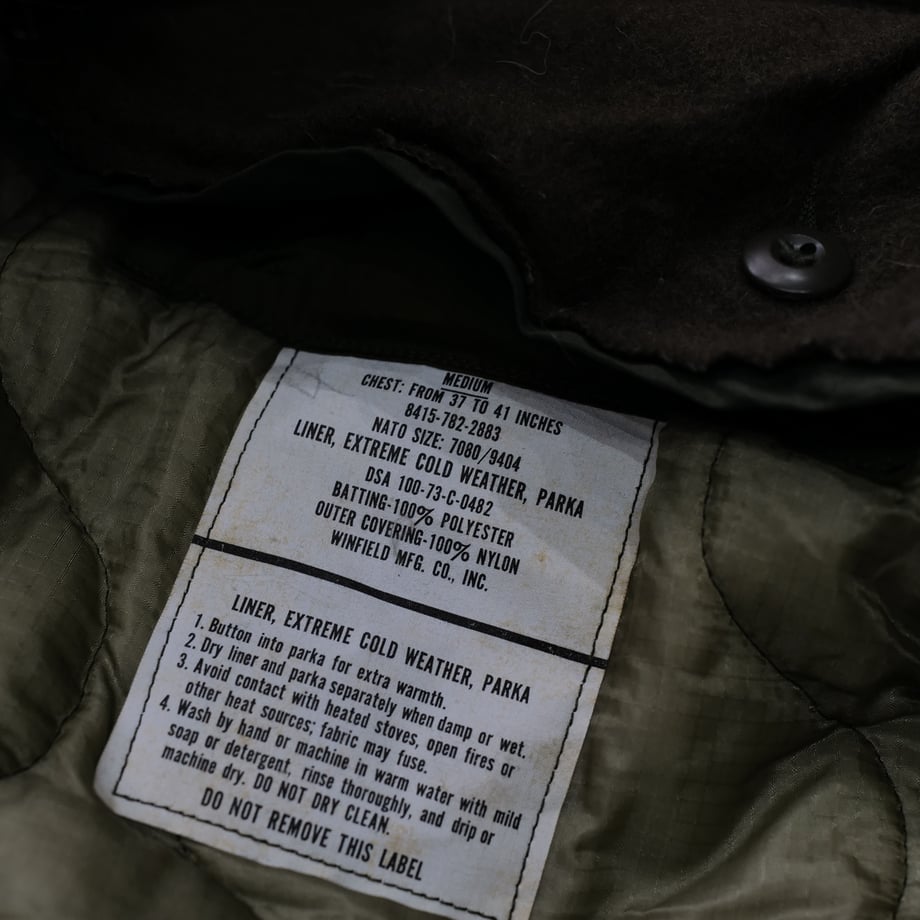 MEDIUM
CHEST: FROM 37 TO 41 INCHES
8415-782-2883
NATO SIZE: 7080/9404
LINER, EXTREME COLD WEATHER, PARKA
DSA 100-73-C-0482
BATTING-100% POLYESTER
OUTER COVERING-100% NYLON
WINFIELD MFG. CO., INC.
LINER, EXTREME COLD WEATHER, PARKA
1. Button into parka for extra warmth.
2. Dry liner and parka separately when damp or wet.
3. Avoid contact with heated stoves, open fires or
other heat sources; fabric may fuse.
4. Wash by hand or machine in warm water with mild
soap or detergent, rinse thoroughly, and drip or
machine dry. DO NOT DRY CLEAN.
DO NOT REMOVE THIS LABEL